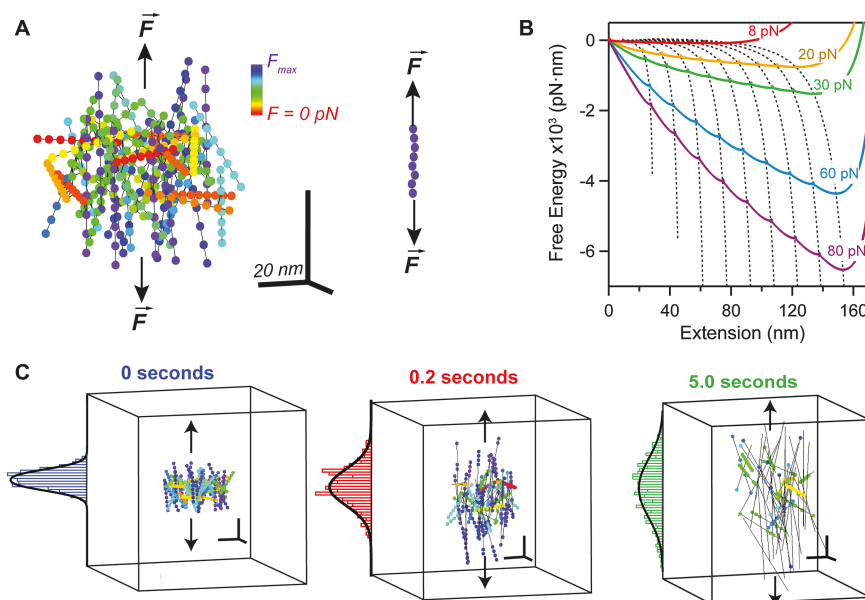 A
F
F
Fmax
F = 0 pN
F
F
20 nm
B
Free Energy x10³ (pN·nm)
0
-2
-4
-6
8 pN
20 pN
30 pN
60 pN
80 pN
0
40
80
120
160
Extension (nm)
C
0 seconds
0.2 seconds
5.0 seconds